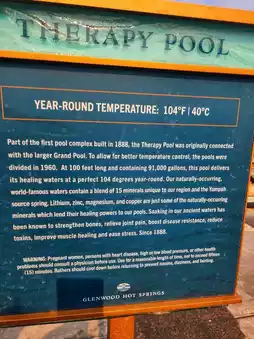 THERAPY POOL
YEAR-ROUND TEMPERATURE: 104°F | 40°C
Part of the first pool complex built in 1888, the Therapy Pool was originally connected
with the larger Grand Pool. To allow for better temperature control, the pools were
divided in 1960. At 100 feet long and containing 91,000 gallons, this pool delivers
its healing waters at a perfect 104 degrees year-round. Our naturally-occurring,
world-famous waters contain a blend of 15 minerals unique to our region and the Yampah
source spring. Lithium, zinc, magnesium, and copper are just some of the naturally-occurring
minerals which lend their healing powers to our pools. Soaking in our ancient waters has
been known to strengthen bones, relieve joint pain, boost disease resistance, reduce
toxins, improve muscle healing and ease stress. Since 1888.
WARNING: Pregnant women, persons with heart disease, high or low blood pressure, or other health
problems should consult a physician before use. Use for a reasonable length of time, not to exceed fifteen
(15) minutes. Bathers should cool down before returning to prevent nausea, dizziness, and fainting.
GLENWOOD HOT SPRINGS